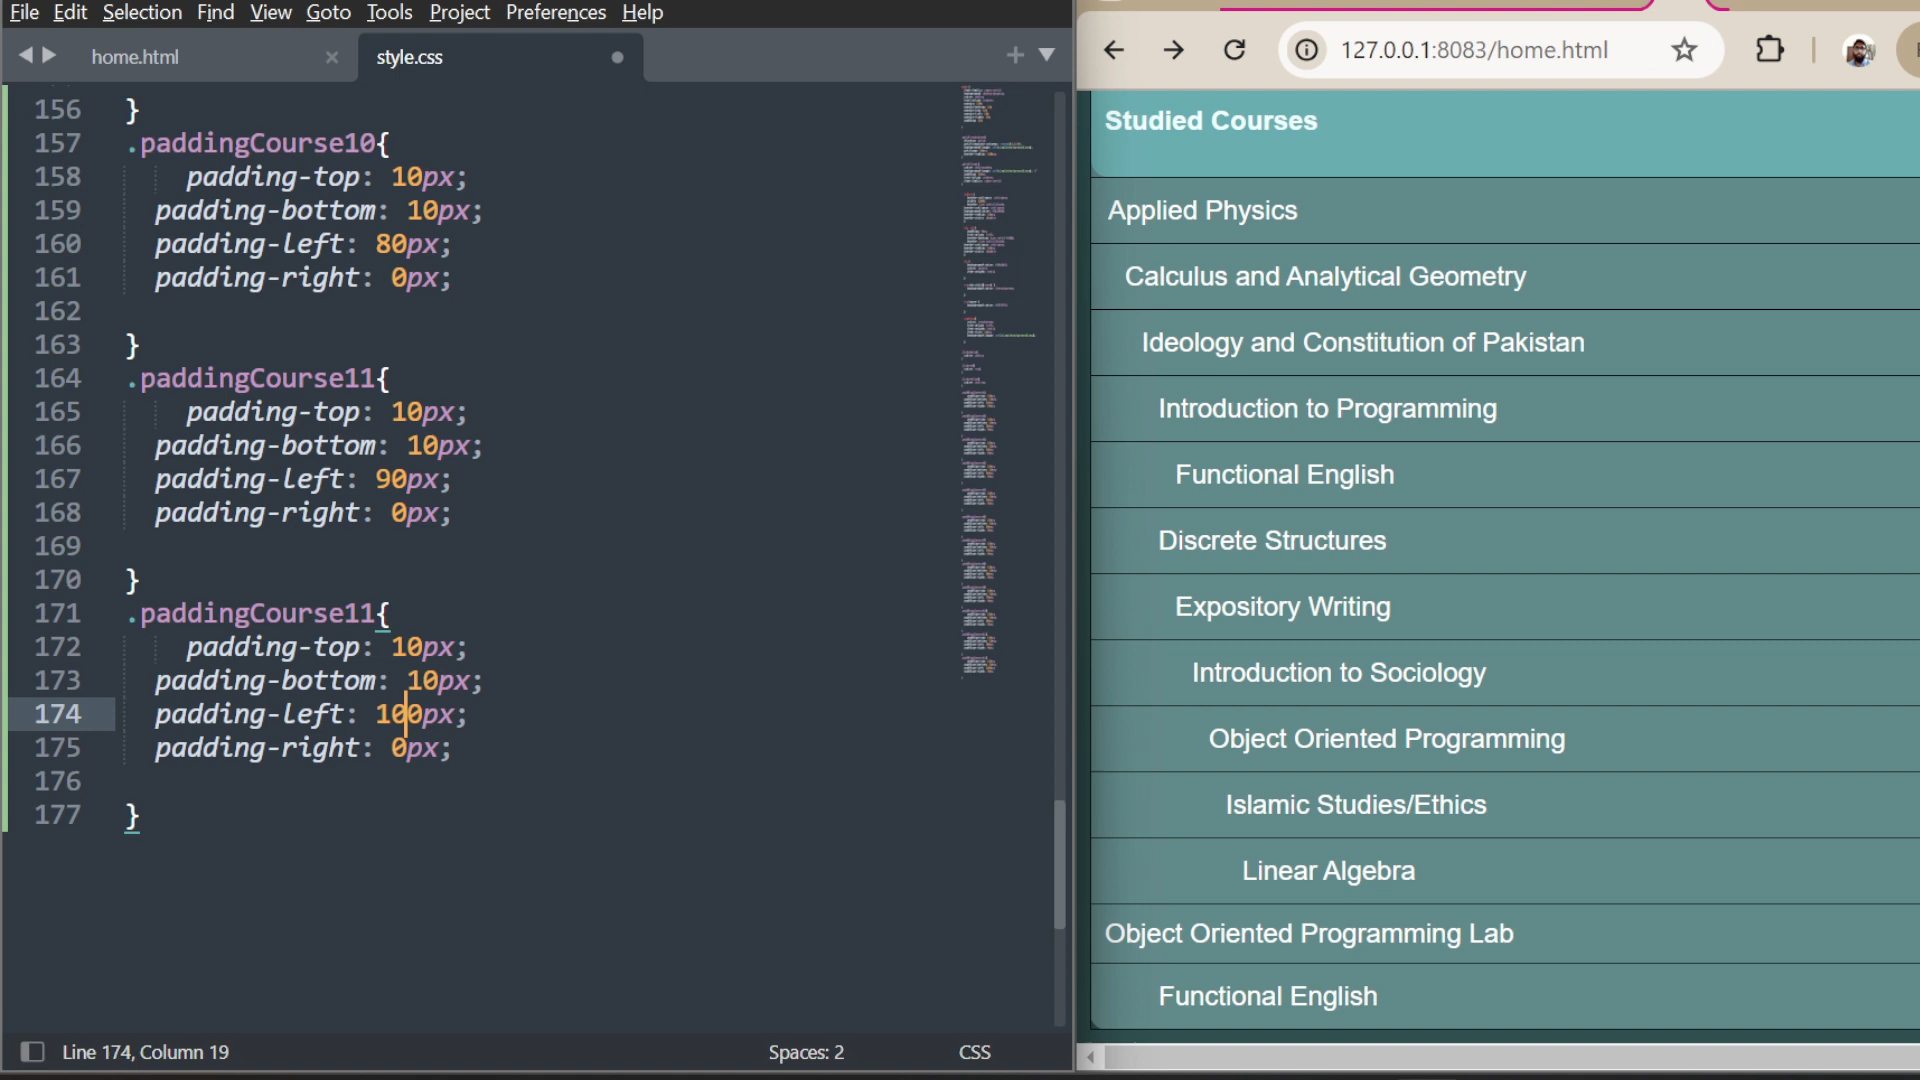 File Edit Selection Find View Goto Tools Project Preferences Help
home.html × style.css
127.0.0.1:8083/home.html
156 }
157 .paddingCourse10{
158 padding-top: 10px;
159 padding-bottom: 10px;
160 padding-left: 80px;
161 padding-right: 0px;
162
163 }
164 .paddingCourse11{
165 padding-top: 10px;
166 padding-bottom: 10px;
167 padding-left: 90px;
168 padding-right: 0px;
169
170 }
171 .paddingCourse11{
172 padding-top: 10px;
173 padding-bottom: 10px;
174 padding-left: 100px;
175 padding-right: 0px;
176
177 }
Line 174, Column 19 Spaces: 2 CSS
Studied Courses
Applied Physics
Calculus and Analytical Geometry
Ideology and Constitution of Pakistan
Introduction to Programming
Functional English
Discrete Structures
Expository Writing
Introduction to Sociology
Object Oriented Programming
Islamic Studies/Ethics
Linear Algebra
Object Oriented Programming Lab
Functional English